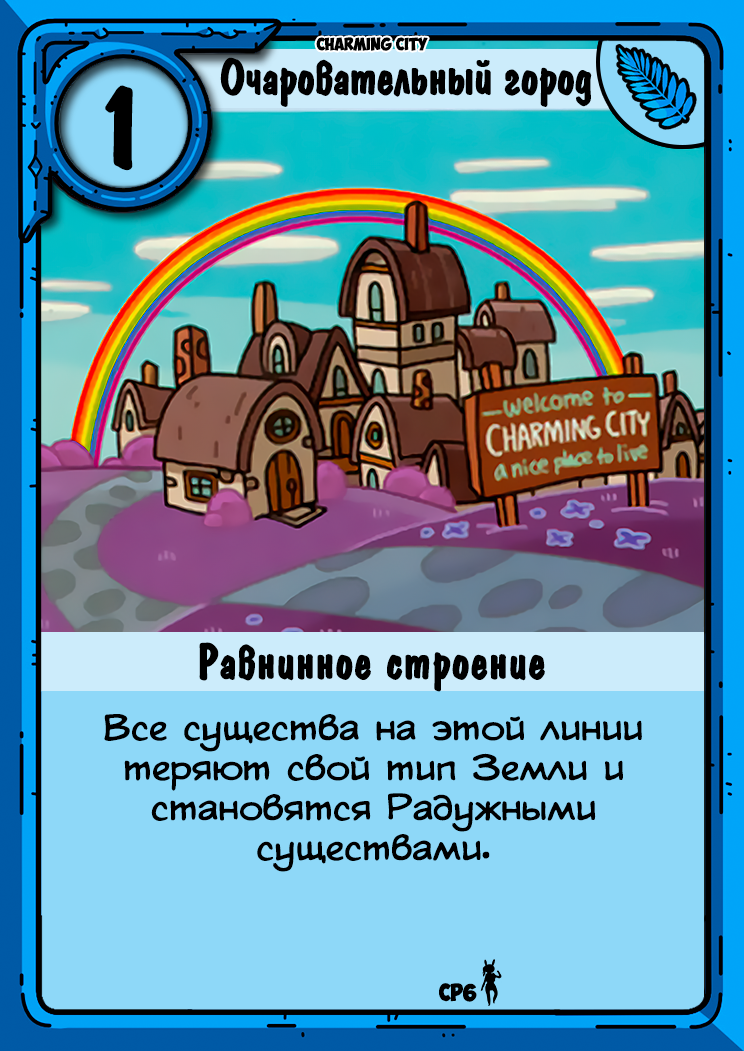 CHARMING CITY
Очаровательный город
1
welcome to
CHARMING CITY
a nice place to live
Равнинное строение
Все существа на этой линии
теряют свой тип Земли и
становятся Радужными
существами.
CP6